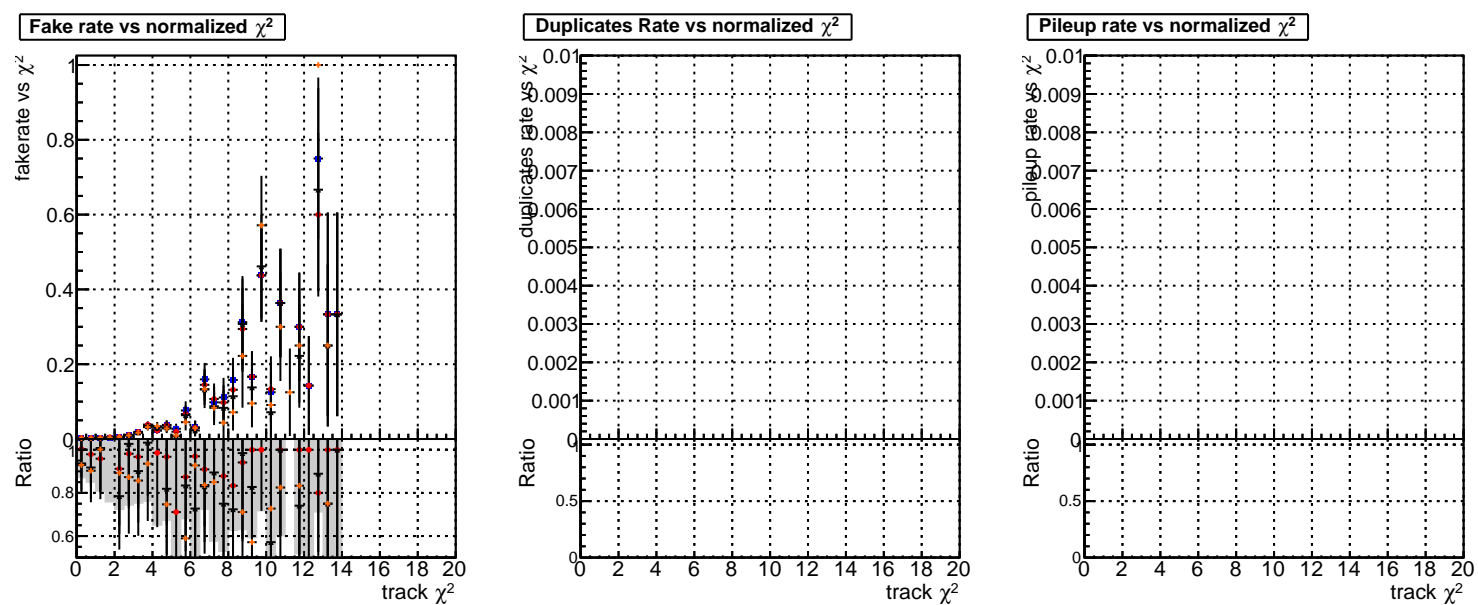 Fake rate vs normalized χ²
fakerate vs χ²
1
0.8
0.6
0.4
0.2
0
Ratio
1
0.8
0.6
0 2 4 6 8 10 12 14 16 18 20
track χ²
Duplicates Rate vs normalized χ²
duplicates rate vs χ²
0.01
0.009
0.008
0.007
0.006
0.005
0.004
0.003
0.002
0.001
0
Ratio
1
0.5
0
0 2 4 6 8 10 12 14 16 18 20
track χ²
Pileup rate vs normalized χ²
pileup rate vs χ²
0.01
0.009
0.008
0.007
0.006
0.005
0.004
0.003
0.002
0.001
0
Ratio
1
0.5
0
0 2 4 6 8 10 12 14 16 18 20
track χ²